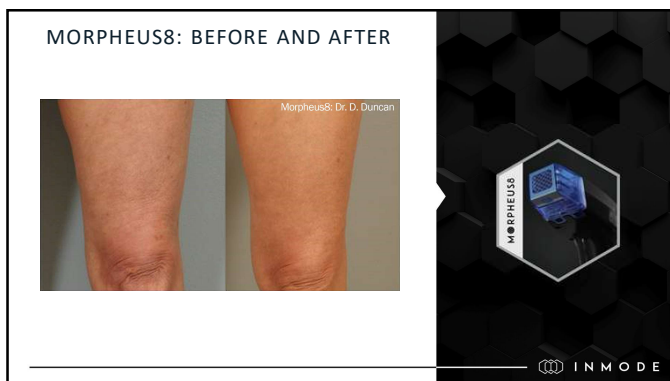 MORPHEUS8: BEFORE AND AFTER
Morpheus8: Dr. D. Duncan
MORPHEUS8
INMODE